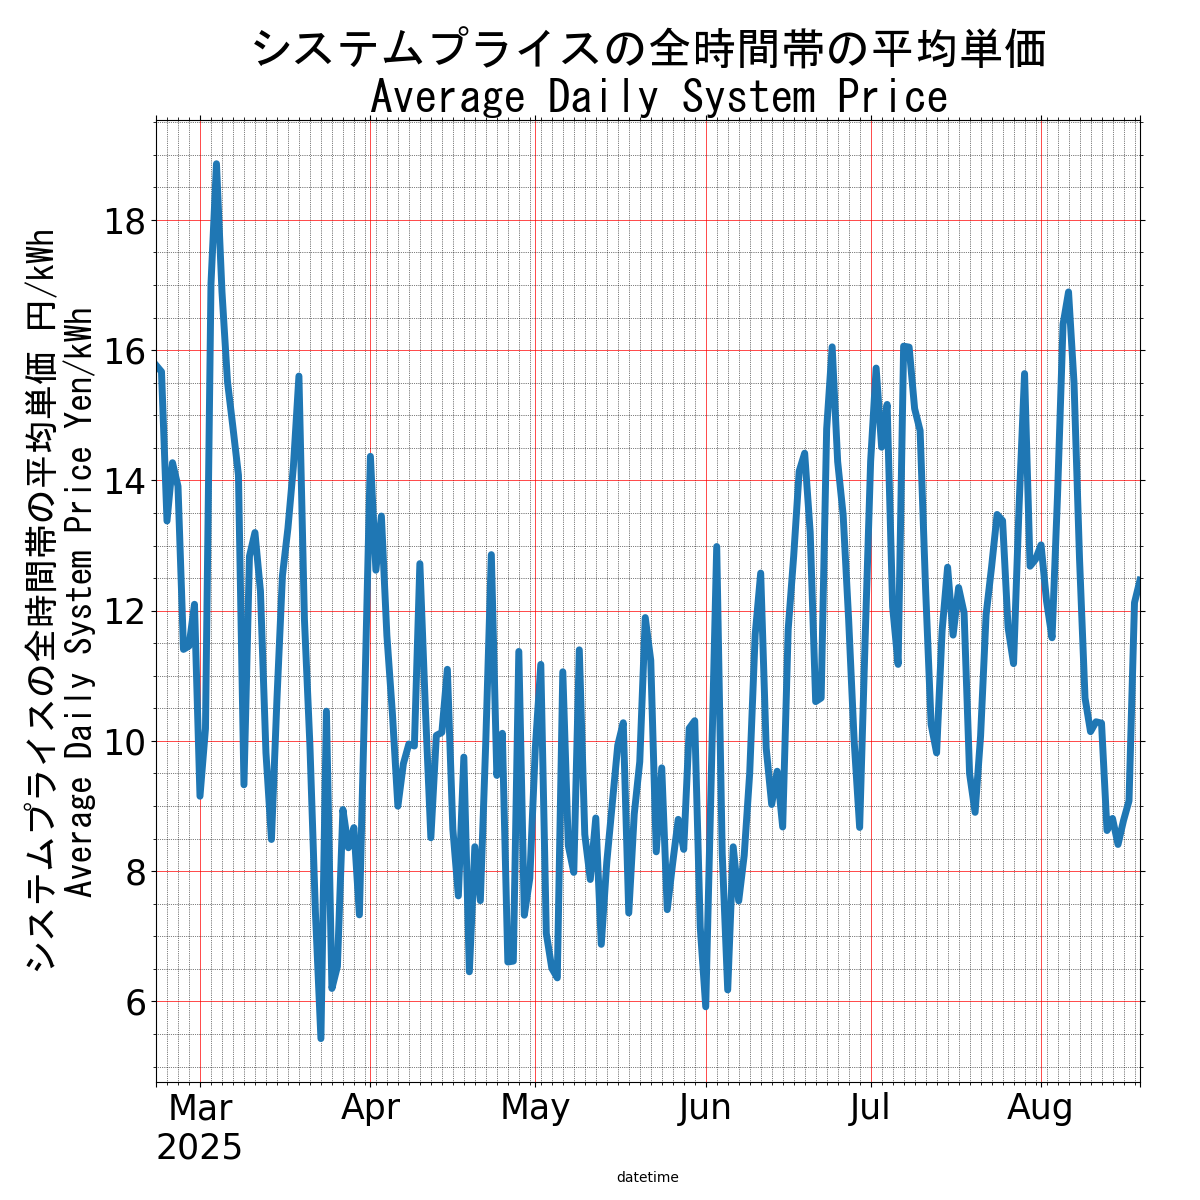 システムプライスの全時間帯の平均単価
Average Daily System Price
システムプライスの全時間帯の平均単価 円/kWh
Average Daily System Price Yen/kWh
18
16
14
12
10
8
6
Mar
Apr
May
Jun
Jul
Aug
2025
datetime